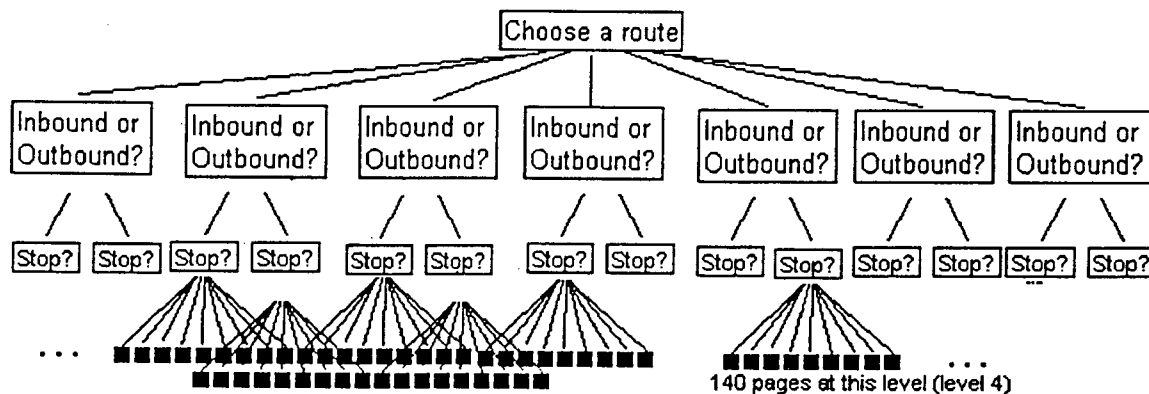 Choose a route
Inbound or Inbound or Inbound or Inbound or Inbound or Inbound or Inbound or
Outbound? Outbound? Outbound? Outbound? Outbound? Outbound? Outbound?
Stop? Stop? Stop? Stop? Stop? Stop? Stop? Stop? Stop? Stop? Stop? Stop? Stop? Stop?
...
... ...
140 pages at this level (level 4)